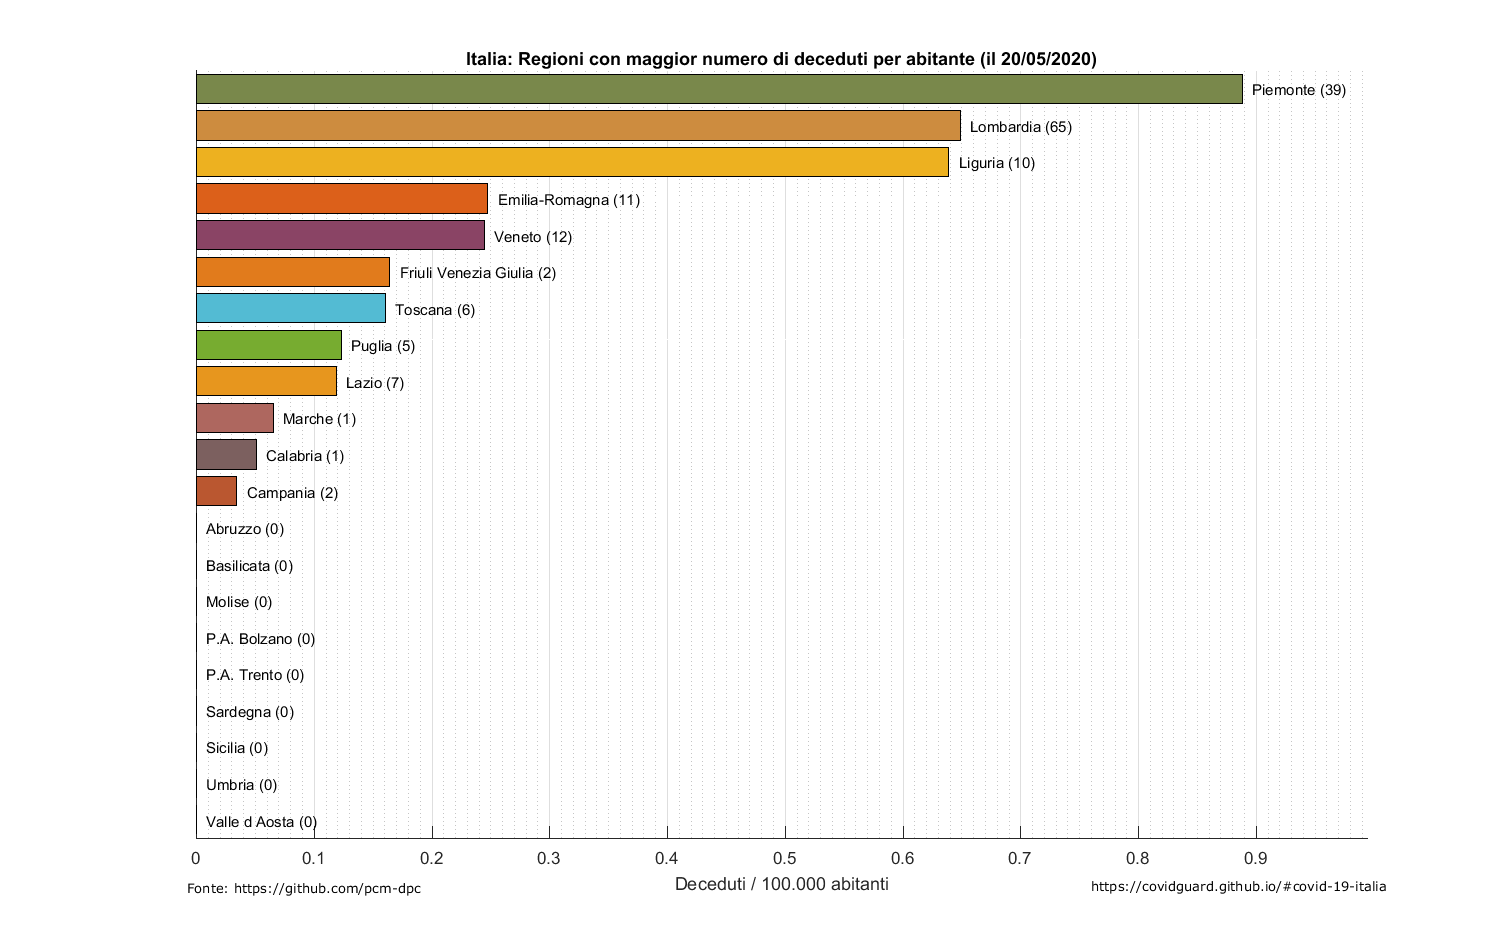 Italia: Regioni con maggior numero di deceduti per abitante (il 20/05/2020)
Piemonte (39)
Lombardia (65)
Liguria (10)
Emilia-Romagna (11)
Veneto (12)
Friuli Venezia Giulia (2)
Toscana (6)
Puglia (5)
Lazio (7)
Marche (1)
Calabria (1)
Campania (2)
Abruzzo (0)
Basilicata (0)
Molise (0)
P.A. Bolzano (0)
P.A. Trento (0)
Sardegna (0)
Sicilia (0)
Umbria (0)
Valle d Aosta (0)
0 0.1 0.2 0.3 0.4 0.5 0.6 0.7 0.8 0.9
Deceduti / 100.000 abitanti
Fonte: https://github.com/pcm-dpc
https://covidguard.github.io/#covid-19-italia